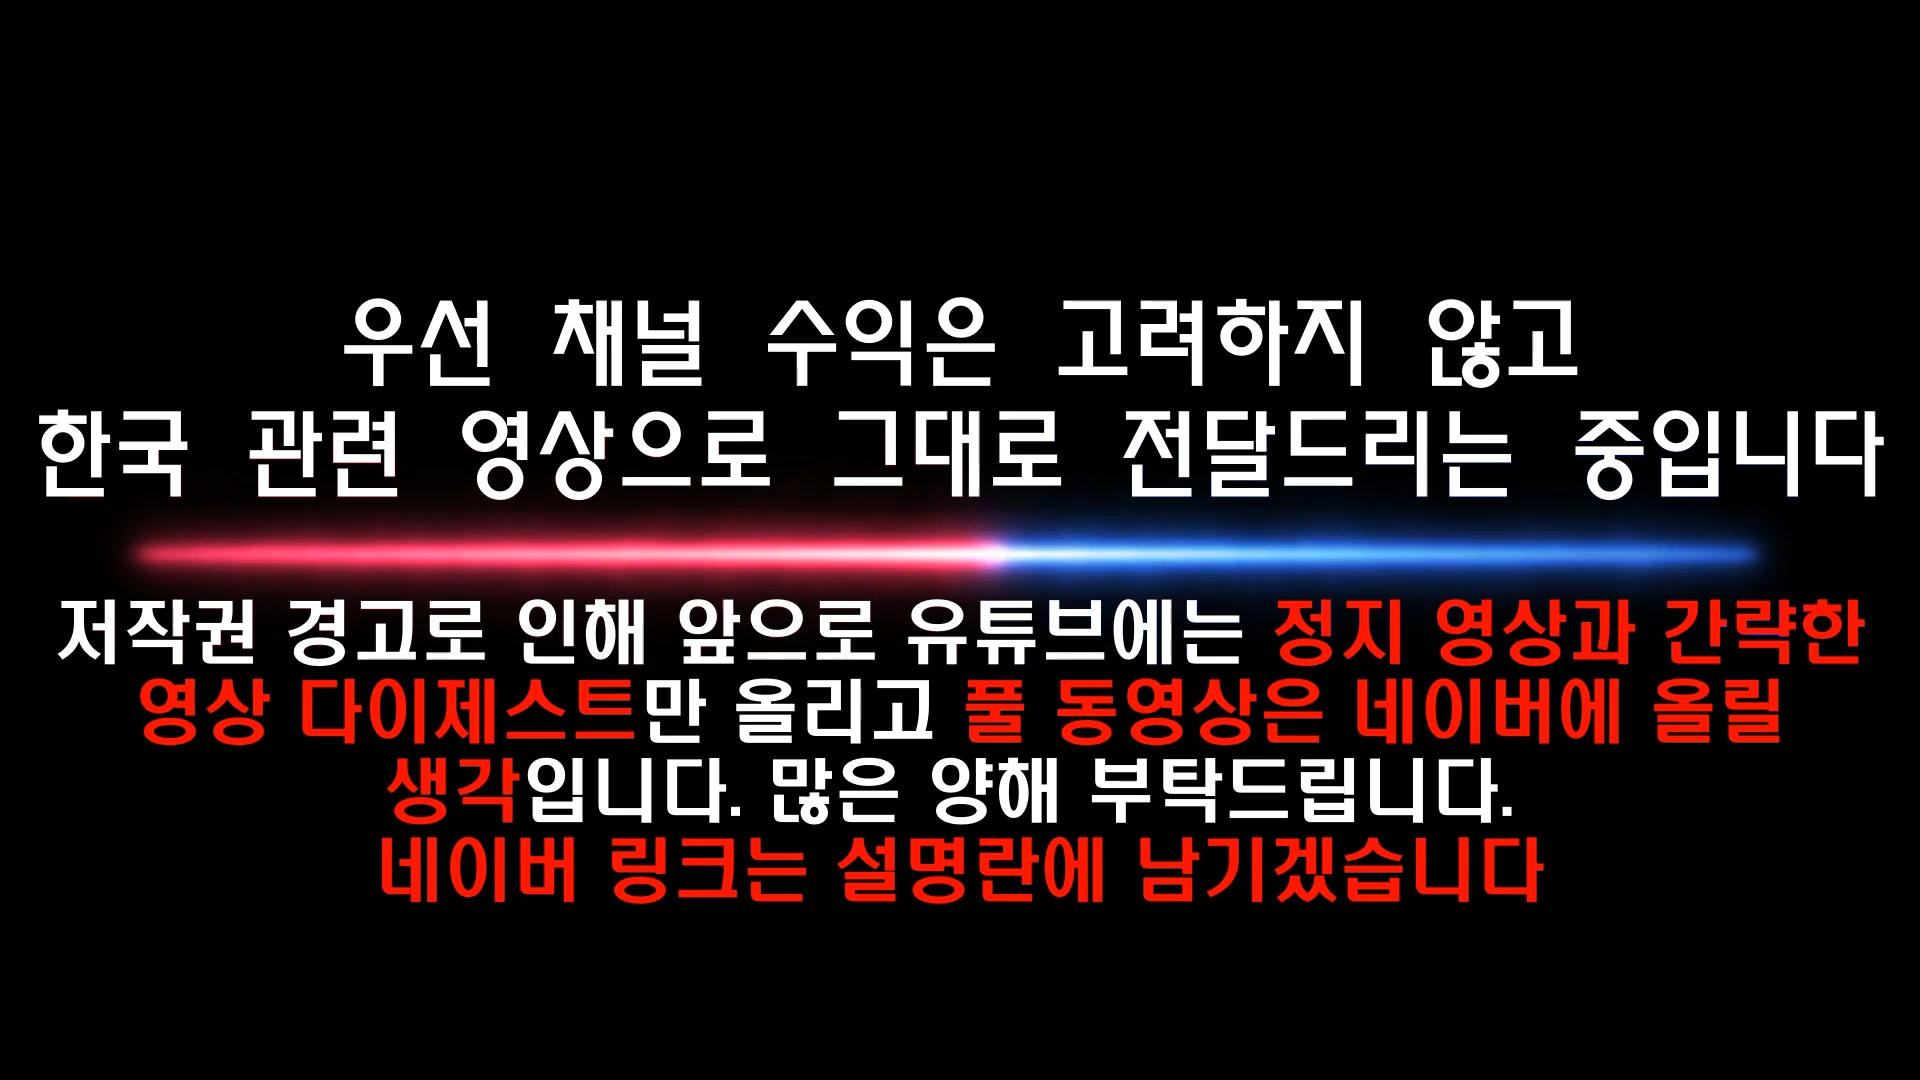 우선 채널 수익은 고려하지 않고
한국 관련 영상으로 그대로 전달드리는 중입니다
저작권 경고로 인해 앞으로 유튜브에는 정지 영상과 간략한
영상 다이제스트만 올리고 풀 동영상은 네이버에 올릴
생각입니다. 많은 양해 부탁드립니다.
네이버 링크는 설명란에 남기겠습니다